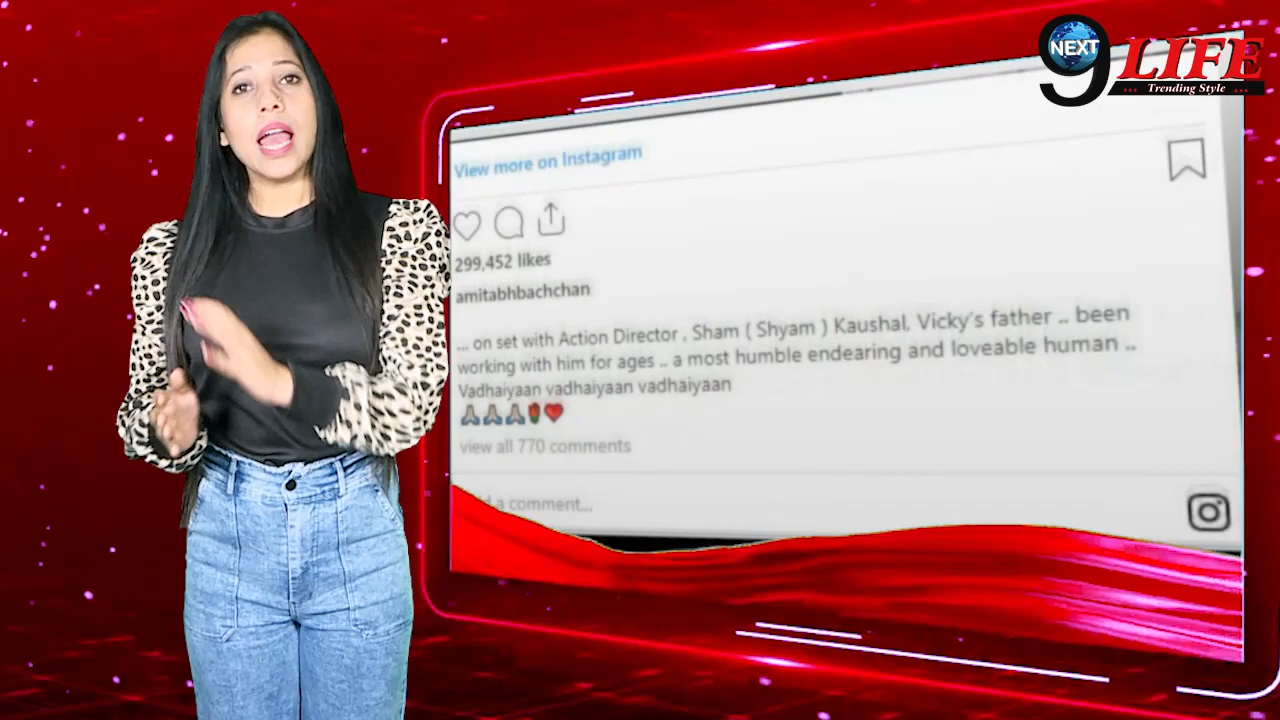 NEXT
9 LIFE
... Trending Style ...
View more on Instagram
299,452 likes
amitabhbachchan
... on set with Action Director , Sham ( Shyam ) Kaushal, Vicky's father .. been
working with him for ages .. a most humble endearing and loveable human ..
Vadhaiyaan vadhaiyaan vadhaiyaan
🙏🏻🙏🏻🙏🏻🌹❤️
view all 770 comments
a comment...